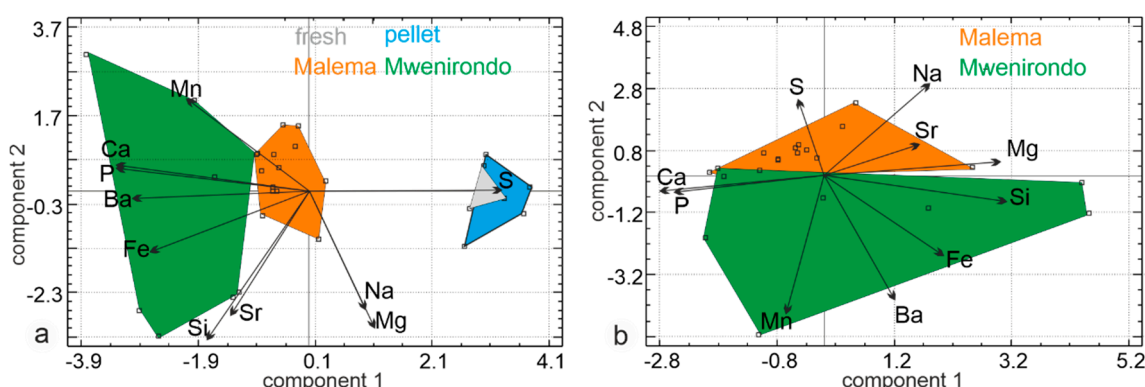 3.7
1.7
-0.3
-2.3
component 2
fresh pellet
Malema Mwenirondo
Mn
Ca
P
Ba
Fe
Si
Sr
S
Na
Mg
a
-3.9 -1.9 0.1 2.1 4.1
component 1
4.8
2.8
0.8
-1.2
-3.2
component 2
Malema
Mwenirondo
S
Na
Sr
Mg
Ca
P
Si
Fe
Mn
Ba
b
-2.8 -0.8 1.2 3.2 5.2
component 1